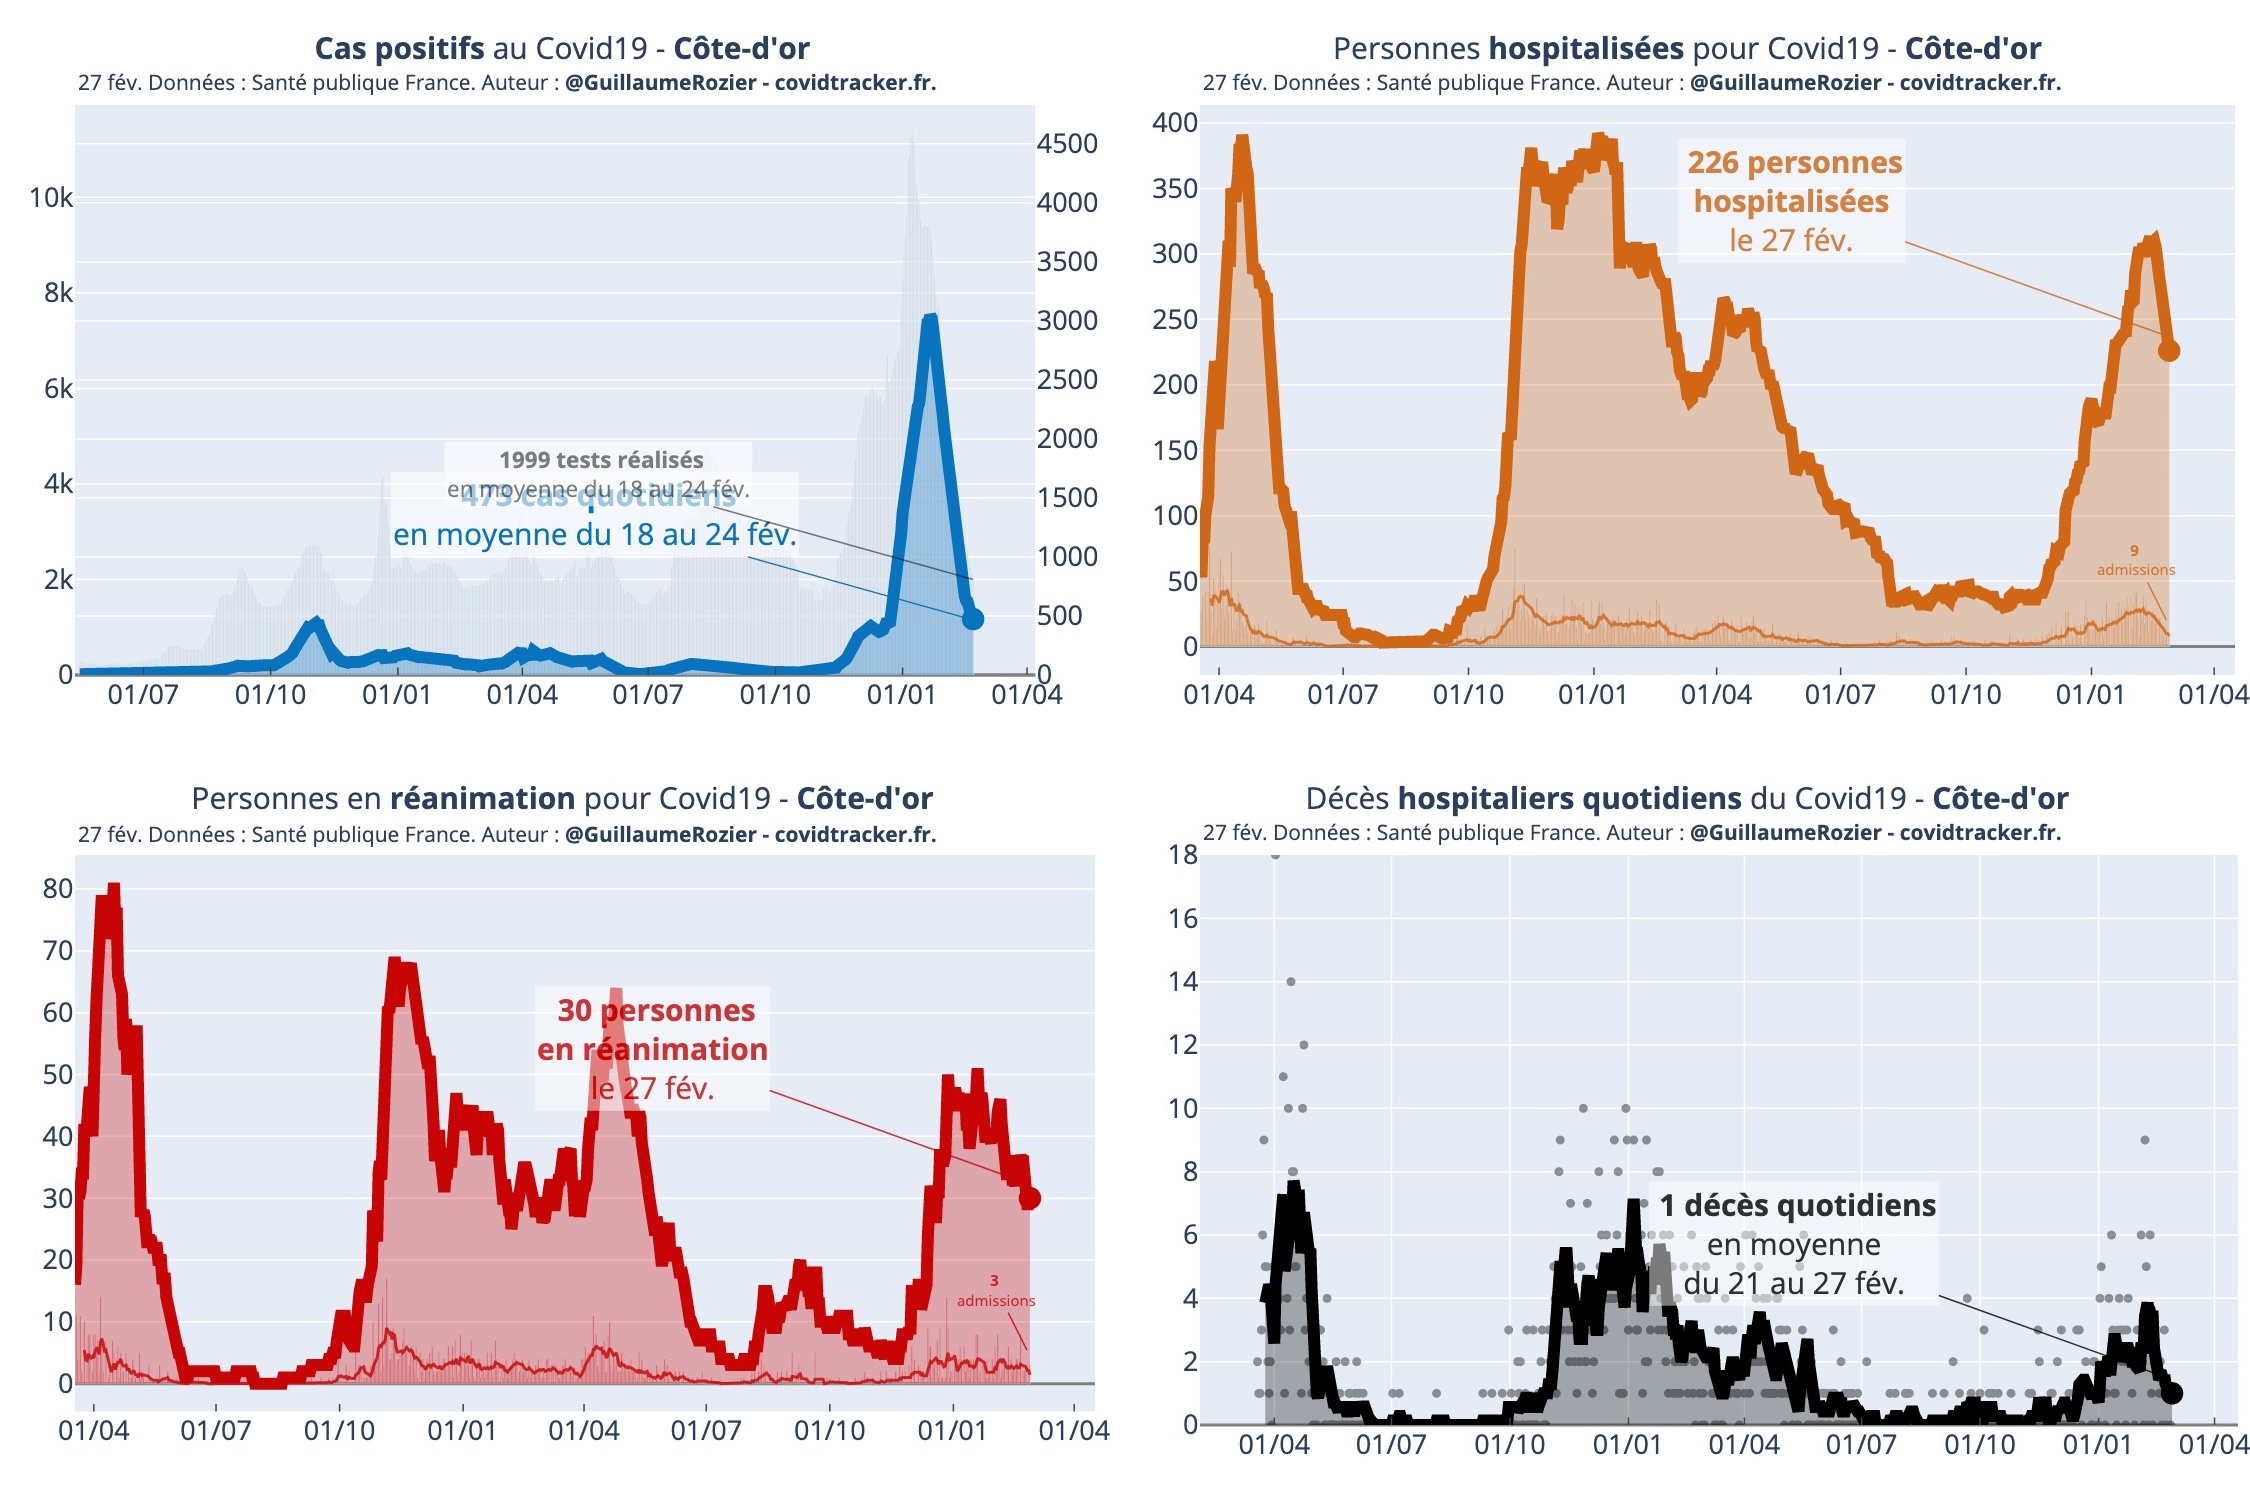 Cas positifs au Covid19 - Côte-d'or
27 fév. Données : Santé publique France. Auteur : @GuillaumeRozier - covidtracker.fr.
10k
8k
6k
4k
2k
0
4500
4000
3500
3000
2500
2000
1500
1000
500
0
1999 tests réalisés
en moyenne du 18 au 24 fév.
473 cas quotidiens
en moyenne du 18 au 24 fév.
01/07 01/10 01/01 01/04 01/07 01/10 01/01 01/04
Personnes hospitalisées pour Covid19 - Côte-d'or
27 fév. Données : Santé publique France. Auteur : @GuillaumeRozier - covidtracker.fr.
400
350
300
250
200
150
100
50
0
226 personnes
hospitalisées
le 27 fév.
9
admissions
01/04 01/07 01/10 01/01 01/04 01/07 01/10 01/01 01/04
Personnes en réanimation pour Covid19 - Côte-d'or
27 fév. Données : Santé publique France. Auteur : @GuillaumeRozier - covidtracker.fr.
80
70
60
50
40
30
20
10
0
30 personnes
en réanimation
le 27 fév.
3
admissions
01/04 01/07 01/10 01/01 01/04 01/07 01/10 01/01 01/04
Décès hospitaliers quotidiens du Covid19 - Côte-d'or
27 fév. Données : Santé publique France. Auteur : @GuillaumeRozier - covidtracker.fr.
18
16
14
12
10
8
6
4
2
0
1 décès quotidiens
en moyenne
du 21 au 27 fév.
01/04 01/07 01/10 01/01 01/04 01/07 01/10 01/01 01/04